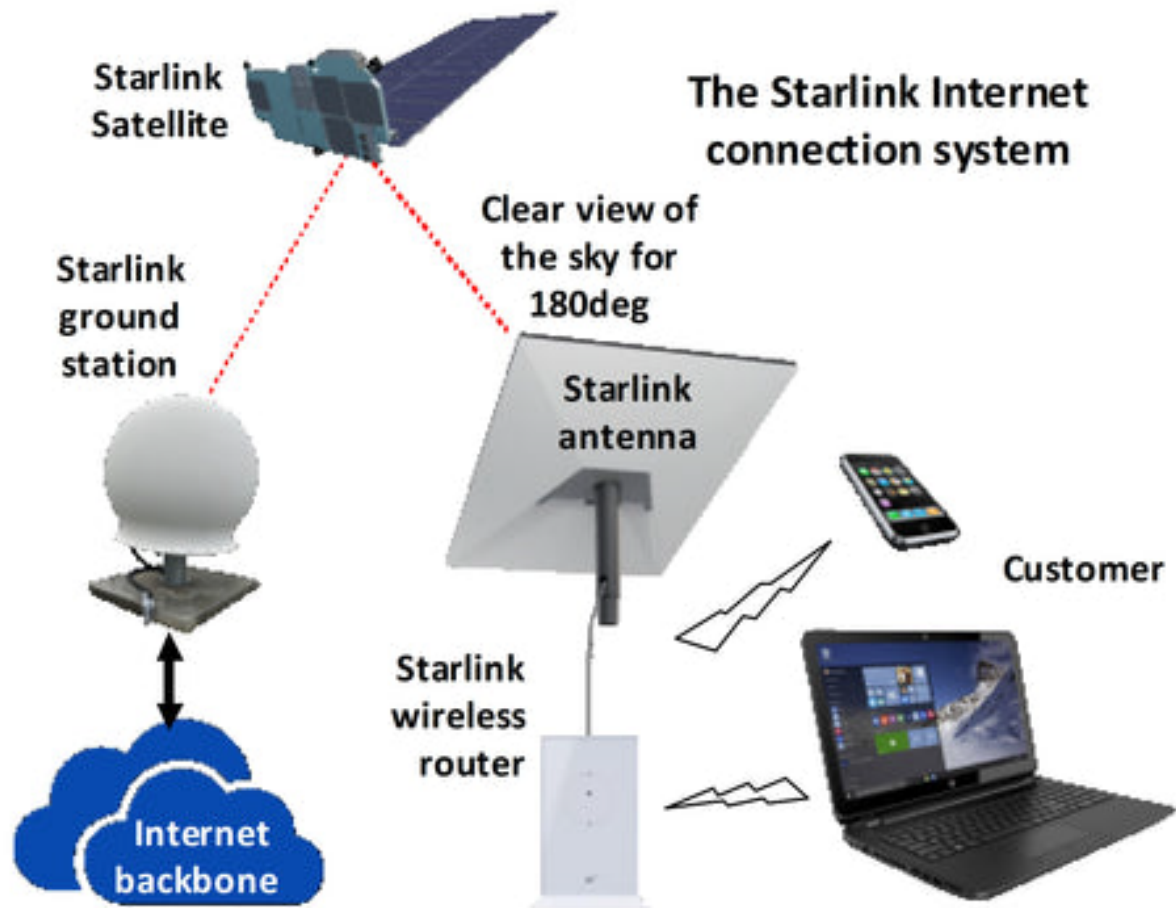 Starlink
Satellite
The Starlink Internet
connection system
Clear view of
the sky for
180deg
Starlink
ground
station
Starlink
antenna
Customer
Starlink
wireless
router
Internet
backbone